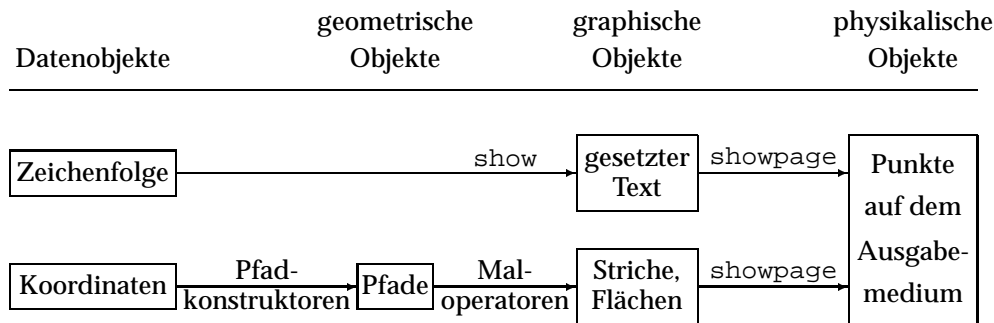 geometrische graphische physikalische
Datenobjekte Objekte Objekte Objekte
Zeichenfolge show gesetzter Text showpage Punkte auf dem Ausgabe-medium
Koordinaten Pfad-konstruktoren Pfade Mal-operatoren Striche, Flächen showpage